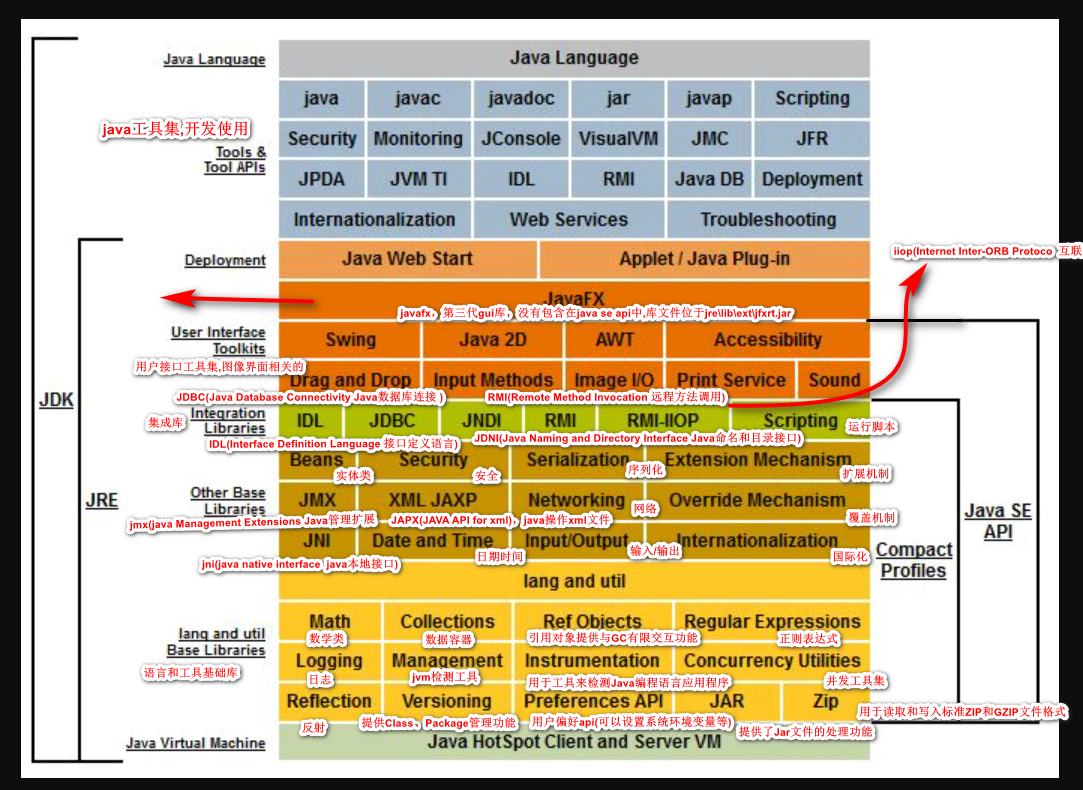 Java Language
Java Language
java javac javadoc jar javap Scripting
java工具集,开发使用
Security Monitoring JConsole VisualVM JMC JFR
Tools &
Tool APIs
JPDA JVM TI IDL RMI Java DB Deployment
Internationalization Web Services Troubleshooting
Deployment
Java Web Start Applet / Java Plug-in
iiop(Internet Inter-ORB Protoco 互联
JavaFX
javafx，第三代gui库，没有包含在java se api中,库文件位于jre\lib\ext\jfxrt.jar
User Interface
Toolkits
Swing Java 2D AWT Accessibility
用户接口工具集,图像界面相关的
Drag and Drop Input Methods Image I/O Print Service Sound
JDK
JDBC(Java Database Connectivity Java数据库连接 )
RMI(Remote Method Invocation 远程方法调用)
集成库
Integration
Libraries
IDL JDBC JNDI RMI RMI-IIOP Scripting
运行脚本
IDL(Interface Definition Language 接口定义语言)
JDNI(Java Naming and Directory Interface Java命名和目录接口)
Beans Security Serialization Extension Mechanism
实体类
安全
序列化
扩展机制
JRE
Other Base
Libraries
JMX XML JAXP Networking Override Mechanism
网络
覆盖机制
jmx(java Management Extensions Java管理扩展
JAPX(JAVA API for xml)，java操作xml文件
Java SE
API
JNI Date and Time Input/Output Internationalization
日期时间
输入/输出
国际化
Compact
Profiles
jni(java native interface java本地接口)
lang and util
Math Collections Ref Objects Regular Expressions
数学类
数据容器
引用对象提供与GC有限交互功能
正则表达式
lang and util
Base Libraries
语言和工具基础库
Logging Management Instrumentation Concurrency Utilities
日志
jvm检测工具
用于工具来检测Java编程语言应用程序
并发工具集
Reflection Versioning Preferences API JAR Zip
用于读取和写入标准ZIP和GZIP文件格式
反射
提供Class、Package管理功能
用户偏好api(可以设置系统环境变量等)
提供了Jar文件的处理功能
Java Virtual Machine
Java HotSpot Client and Server VM